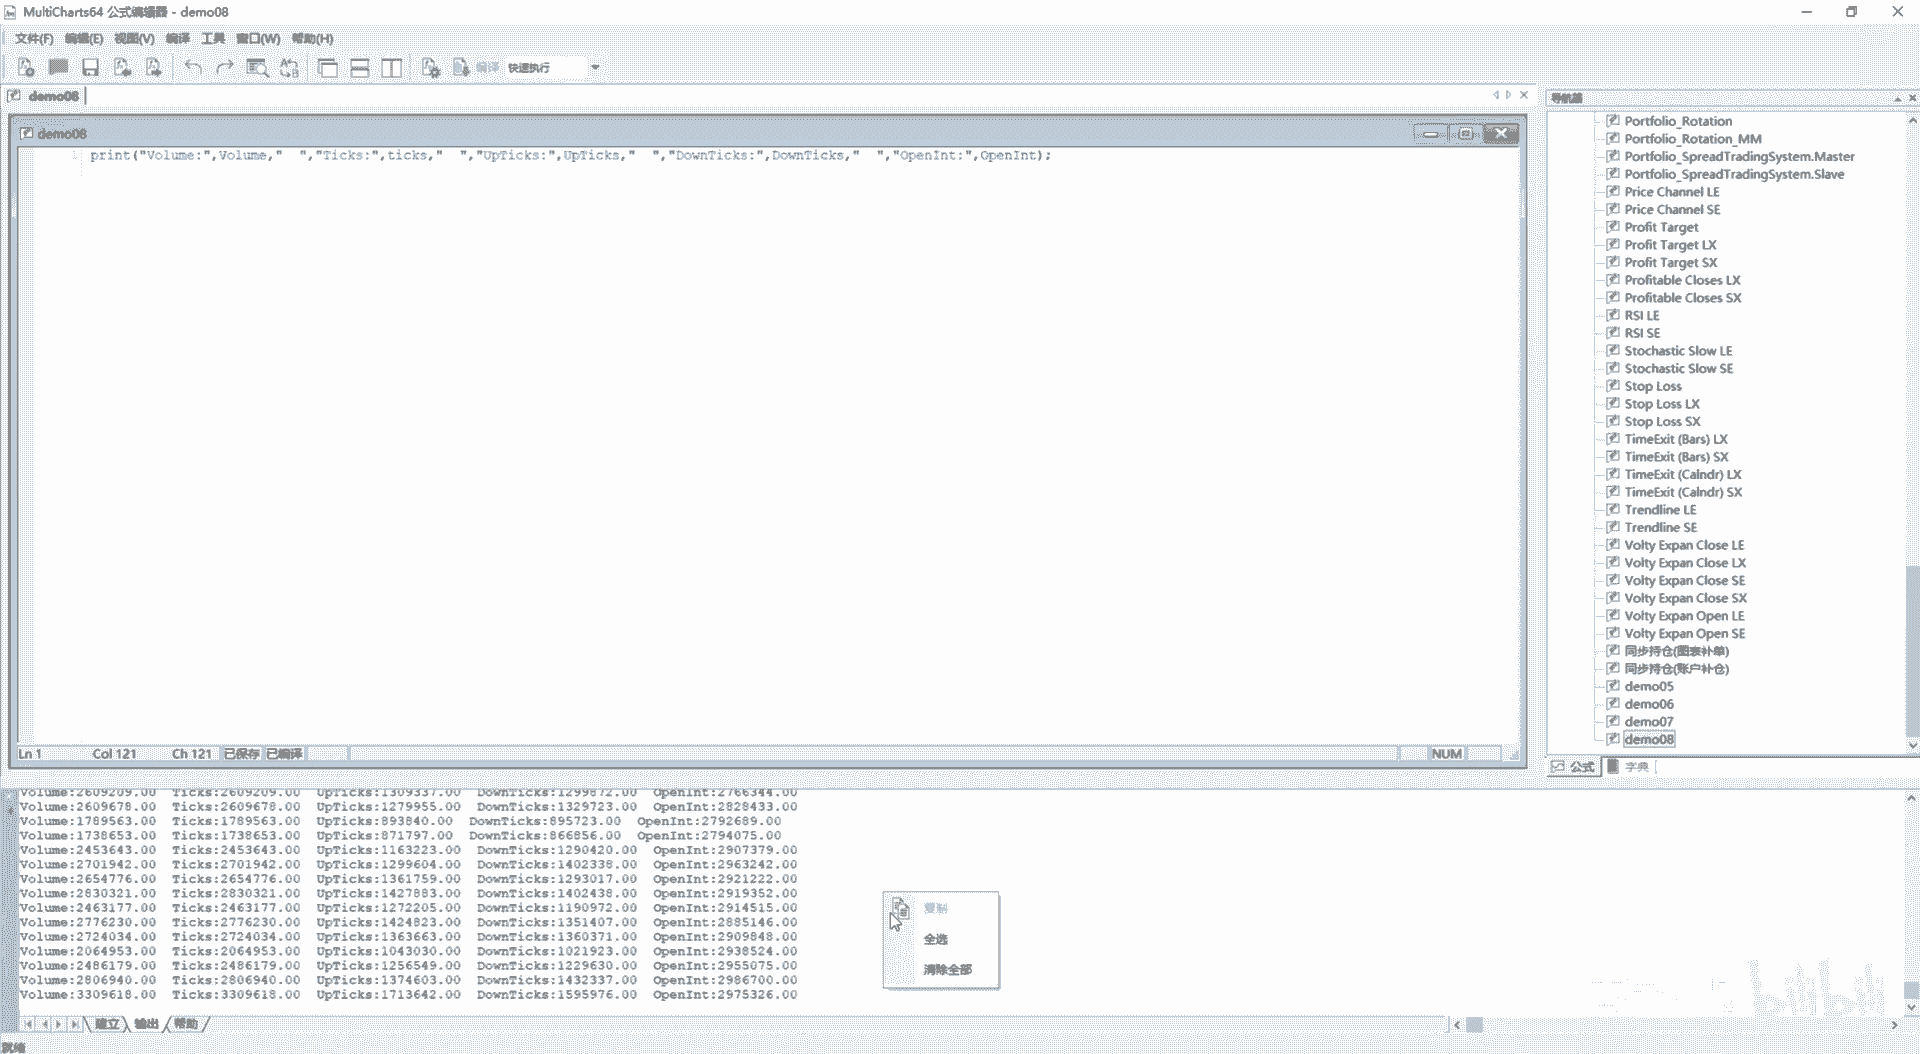 MultiCharts64 公式编辑器 - demo08
文件(F) 编辑(E) 视图(V) 编译 工具 窗口(W) 帮助(H)
编译 快速执行
demo08
demo08
1 print("Volume:",Volume,"  ","Ticks:",ticks,"  ","UpTicks:",UpTicks,"  ","DownTicks:",DownTicks,"  ","OpenInt:",OpenInt);
Ln 1 Col 121 Ch 121 已保存 已编译 NUM
导航器
Portfolio_Rotation
Portfolio_Rotation_MM
Portfolio_SpreadTradingSystem.Master
Portfolio_SpreadTradingSystem.Slave
Price Channel LE
Price Channel SE
Profit Target
Profit Target LX
Profit Target SX
Profitable Closes LX
Profitable Closes SX
RSI LE
RSI SE
Stochastic Slow LE
Stochastic Slow SE
Stop Loss
Stop Loss LX
Stop Loss SX
TimeExit (Bars) LX
TimeExit (Bars) SX
TimeExit (Calndr) LX
TimeExit (Calndr) SX
Trendline LE
Trendline SE
Volty Expan Close LE
Volty Expan Close LX
Volty Expan Close SE
Volty Expan Close SX
Volty Expan Open LE
Volty Expan Open SE
同步持仓(图表补单)
同步持仓(账户补仓)
demo05
demo06
demo07
demo08
公式 字典
Volume:2609209.00 Ticks:2609209.00 UpTicks:1309337.00 DownTicks:1299872.00 OpenInt:2766344.00
Volume:2609678.00 Ticks:2609678.00 UpTicks:1279955.00 DownTicks:1329723.00 OpenInt:2828433.00
Volume:1789563.00 Ticks:1789563.00 UpTicks:893840.00 DownTicks:895723.00 OpenInt:2792689.00
Volume:1738653.00 Ticks:1738653.00 UpTicks:871797.00 DownTicks:866856.00 OpenInt:2794075.00
Volume:2453643.00 Ticks:2453643.00 UpTicks:1163223.00 DownTicks:1290420.00 OpenInt:2907379.00
Volume:2701942.00 Ticks:2701942.00 UpTicks:1299604.00 DownTicks:1402338.00 OpenInt:2963242.00
Volume:2654776.00 Ticks:2654776.00 UpTicks:1361759.00 DownTicks:1293017.00 OpenInt:2921222.00
Volume:2830321.00 Ticks:2830321.00 UpTicks:1427883.00 DownTicks:1402438.00 OpenInt:2919352.00
Volume:2463177.00 Ticks:2463177.00 UpTicks:1272205.00 DownTicks:1190972.00 OpenInt:2914515.00
Volume:2776230.00 Ticks:2776230.00 UpTicks:1424823.00 DownTicks:1351407.00 OpenInt:2885146.00
Volume:2724034.00 Ticks:2724034.00 UpTicks:1363663.00 DownTicks:1360371.00 OpenInt:2909848.00
Volume:2064953.00 Ticks:2064953.00 UpTicks:1043030.00 DownTicks:1021923.00 OpenInt:2938524.00
Volume:2486179.00 Ticks:2486179.00 UpTicks:1256549.00 DownTicks:1229630.00 OpenInt:2955075.00
Volume:2806940.00 Ticks:2806940.00 UpTicks:1374603.00 DownTicks:1432337.00 OpenInt:2986700.00
Volume:3309618.00 Ticks:3309618.00 UpTicks:1713642.00 DownTicks:1595976.00 OpenInt:2975326.00
复制
全选
清除全部
建立 输出 帮助
bilibili
就绪